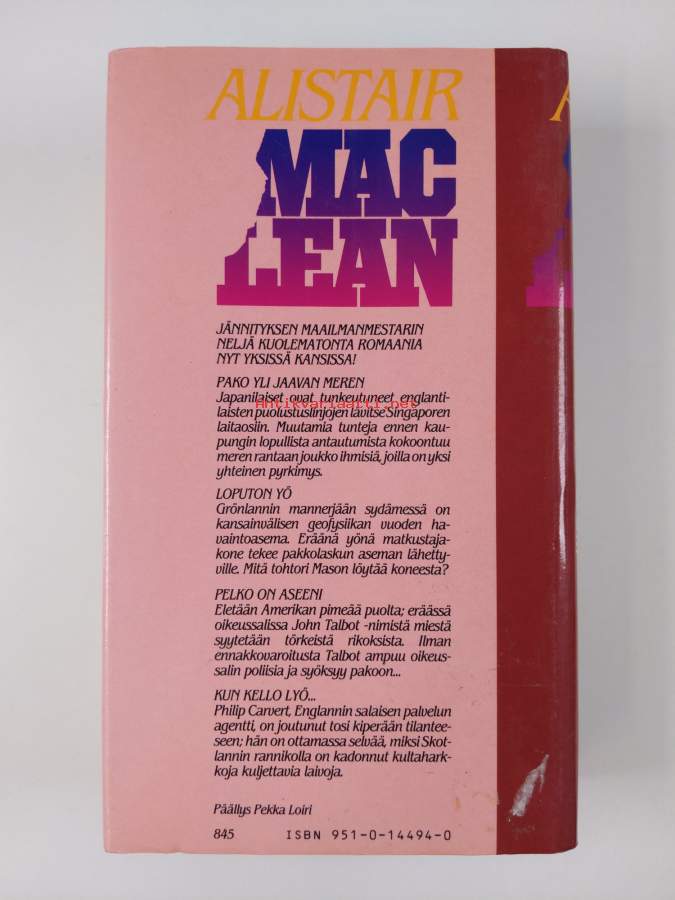 ALISTAIR
MAC
LEAN
JÄNNITYKSEN MAAILMANMESTARIN
NELJÄ KUOLEMATONTA ROMAANIA
NYT YKSISSÄ KANSISSA!
PAKO YLI JAAVAN MEREN
Japanilaiset ovat tunkeutuneet englanti-
Antikvariaatti.net
laisten puolustuslinjojen lävitse Singaporen
laitaosiin. Muutamia tunteja ennen kau-
pungin lopullista antautumista kokoontuu
meren rantaan joukko ihmisiä, joilla on yksi
yhteinen pyrkimys.
LOPUTON YÖ
Grönlannin mannerjään sydämessä on
kansainvälisen geofysiikan vuoden ha-
vaintoasema. Eräänä yönä matkustaja-
kone tekee pakkolaskun aseman lähetty-
ville. Mitä tohtori Mason löytää koneesta?
PELKO ON ASEENI
Eletään Amerikan pimeää puolta; eräässä
oikeussalissa John Talbot -nimistä miestä
syytetään törkeistä rikoksista. Ilman
ennakkovaroitusta Talbot ampuu oikeus-
salin poliisia ja syöksyy pakoon...
KUN KELLO LYÖ...
Philip Carvert, Englannin salaisen palvelun
agentti, on joutunut tosi kiperään tilantee-
seen; hän on ottamassa selvää, miksi Skot-
lannin rannikolla on kadonnut kultahark-
koja kuljettavia laivoja.
Päällys Pekka Loiri
845 ISBN 951-0-14494-0